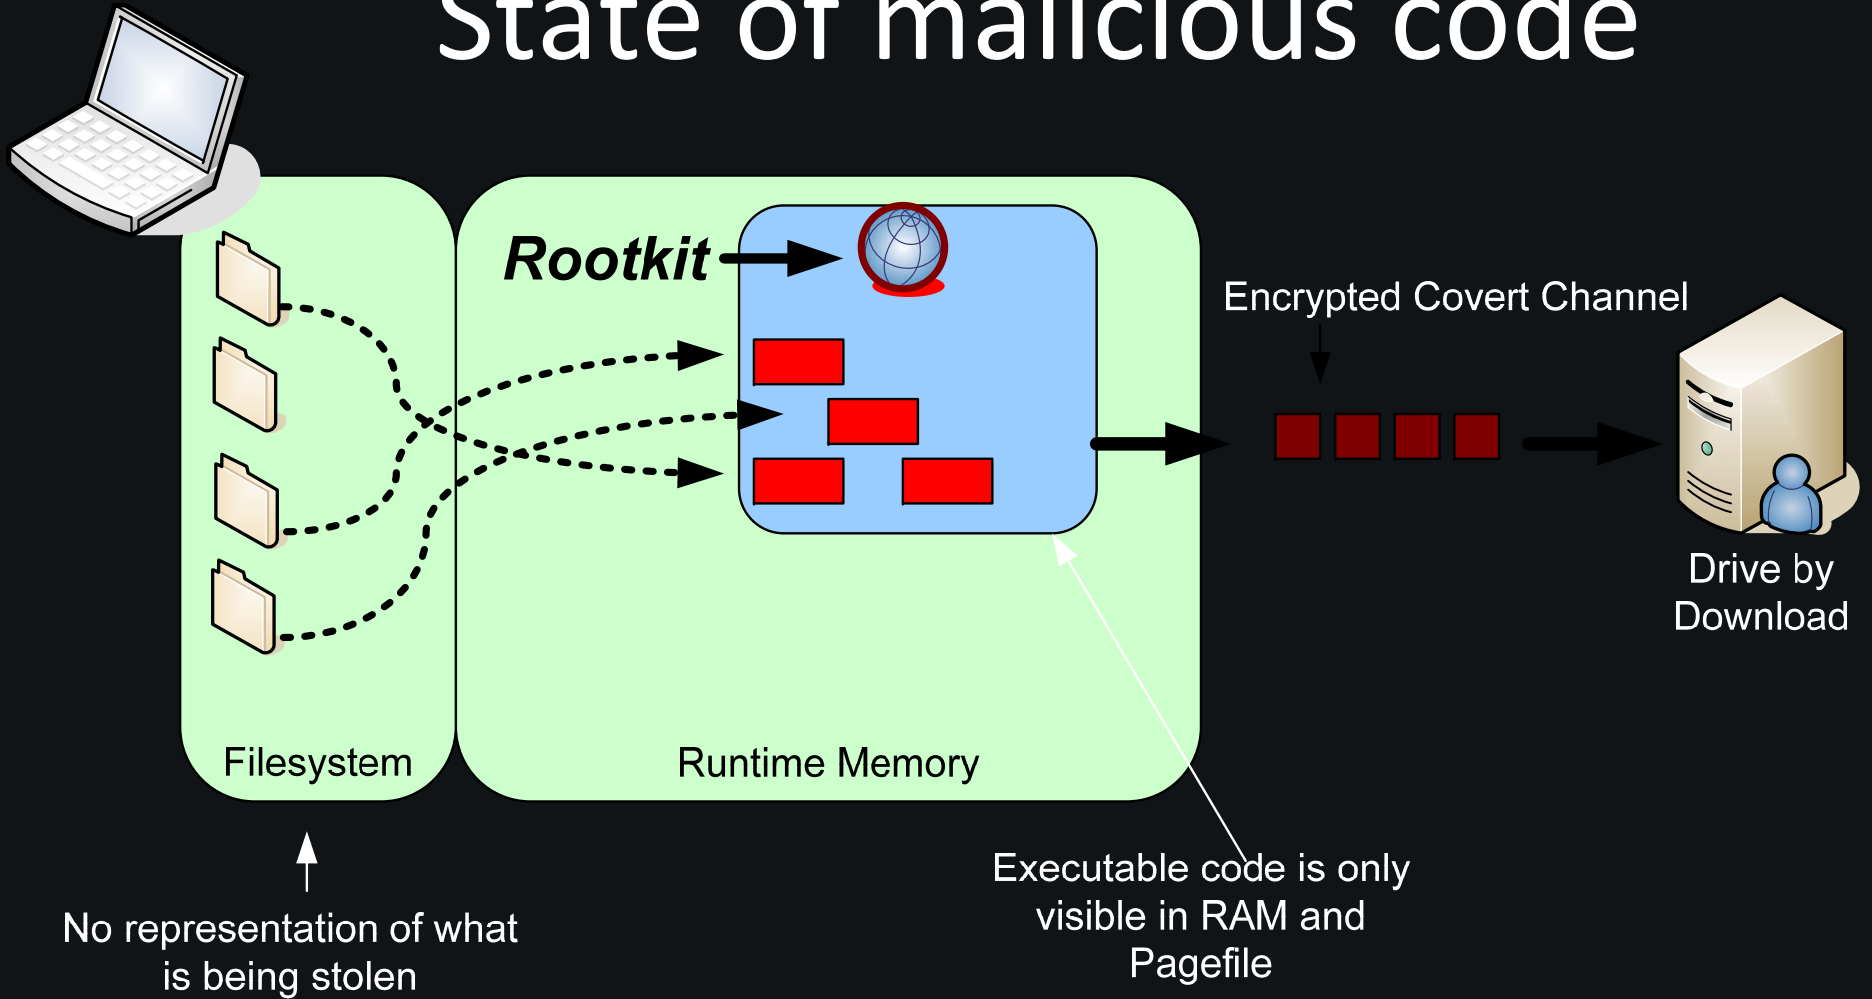 State of malicious code
Rootkit
Encrypted Covert Channel
Drive by
Download
Filesystem
Runtime Memory
Executable code is only
visible in RAM and
Pagefile
No representation of what
is being stolen